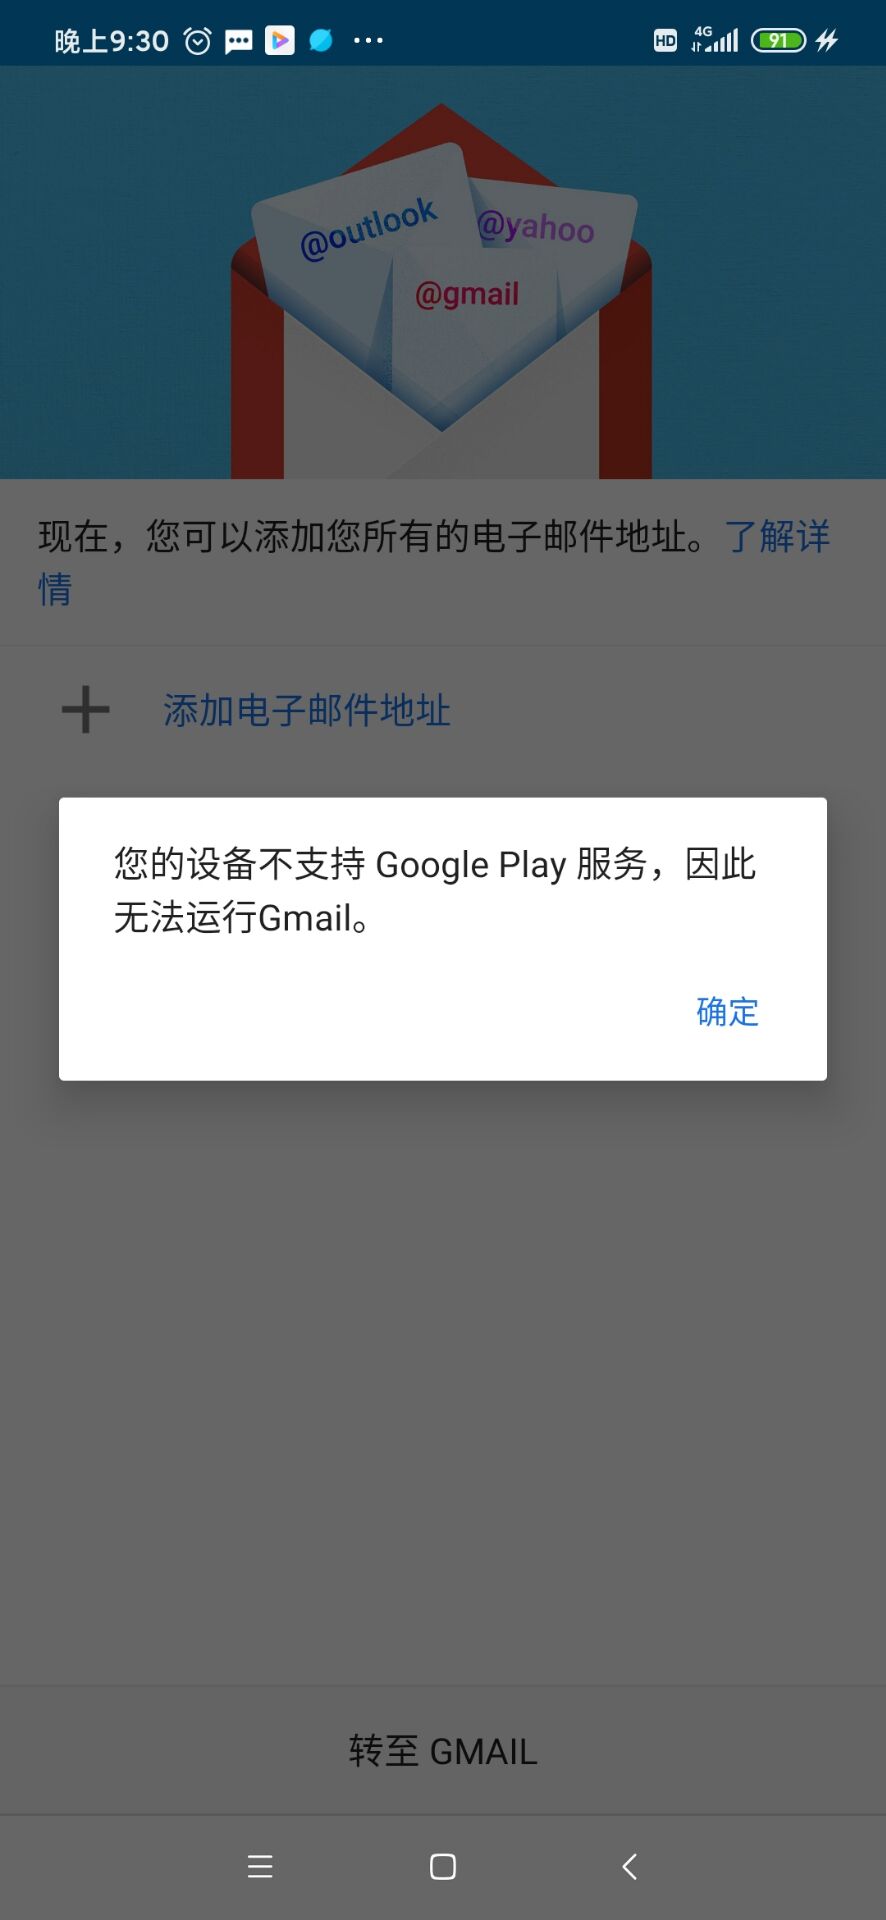 晚上9:30
HD 4G 91
@outlook
@yahoo
@gmail
现在，您可以添加您所有的电子邮件地址。了解详
情
添加电子邮件地址
您的设备不支持 Google Play 服务，因此
无法运行Gmail。
确定
转至 GMAIL